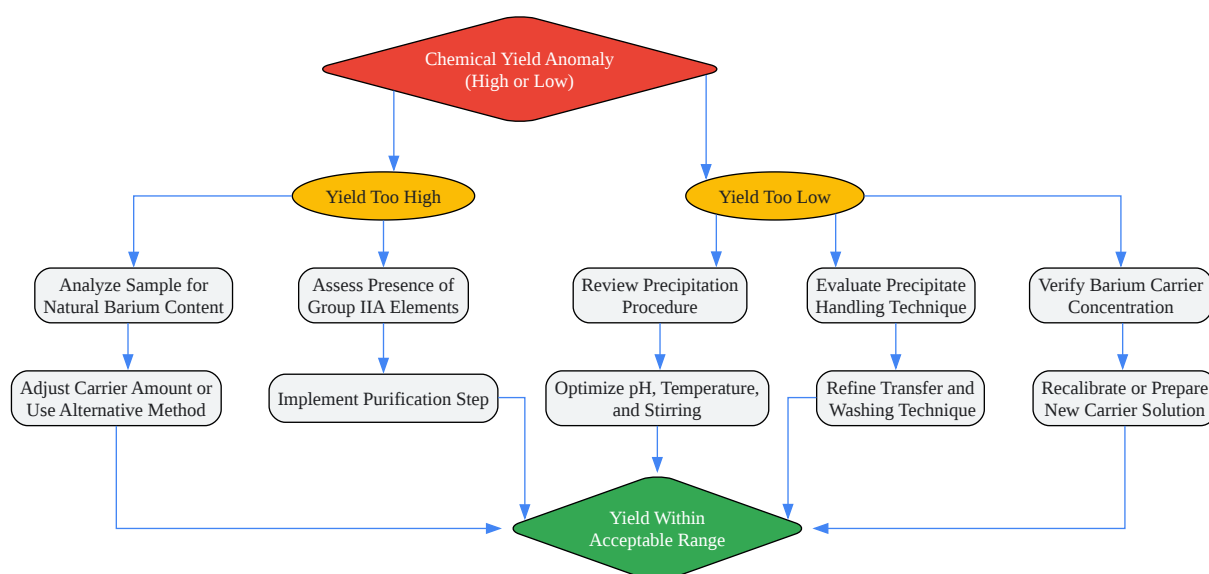 Chemical Yield Anomaly
(High or Low)
Yield Too High
Yield Too Low
Analyze Sample for
Natural Barium Content
Assess Presence of
Group IIA Elements
Review Precipitation
Procedure
Evaluate Precipitate
Handling Technique
Verify Barium Carrier
Concentration
Adjust Carrier Amount or
Use Alternative Method
Implement Purification Step
Optimize pH, Temperature,
and Stirring
Refine Transfer and
Washing Technique
Recalibrate or Prepare
New Carrier Solution
Yield Within
Acceptable Range